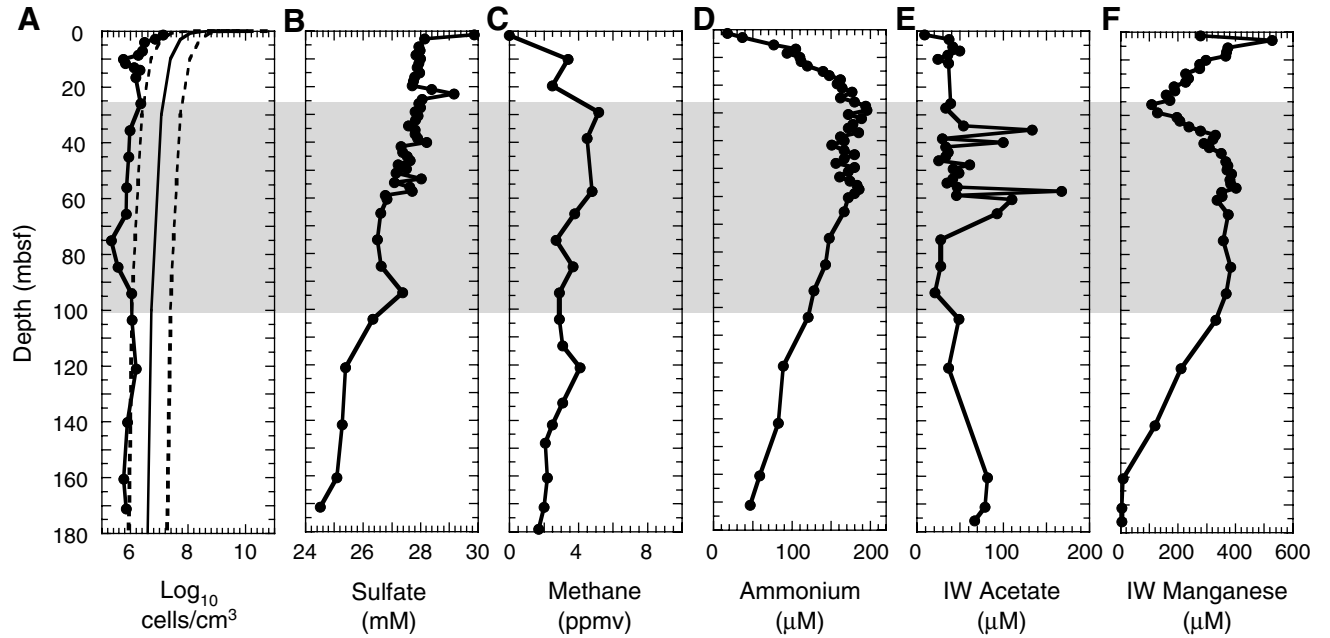 A B C D E F
0
20
40
60
80
100
120
140
160
180
Depth (mbsf)
6 8 10
24 26 28 30
0 4 8
0 100 200
0 100 200
0 200 400 600
Log10
cells/cm3
Sulfate
(mM)
Methane
(ppmv)
Ammonium
(μM)
IW Acetate
(μM)
IW Manganese
(μM)